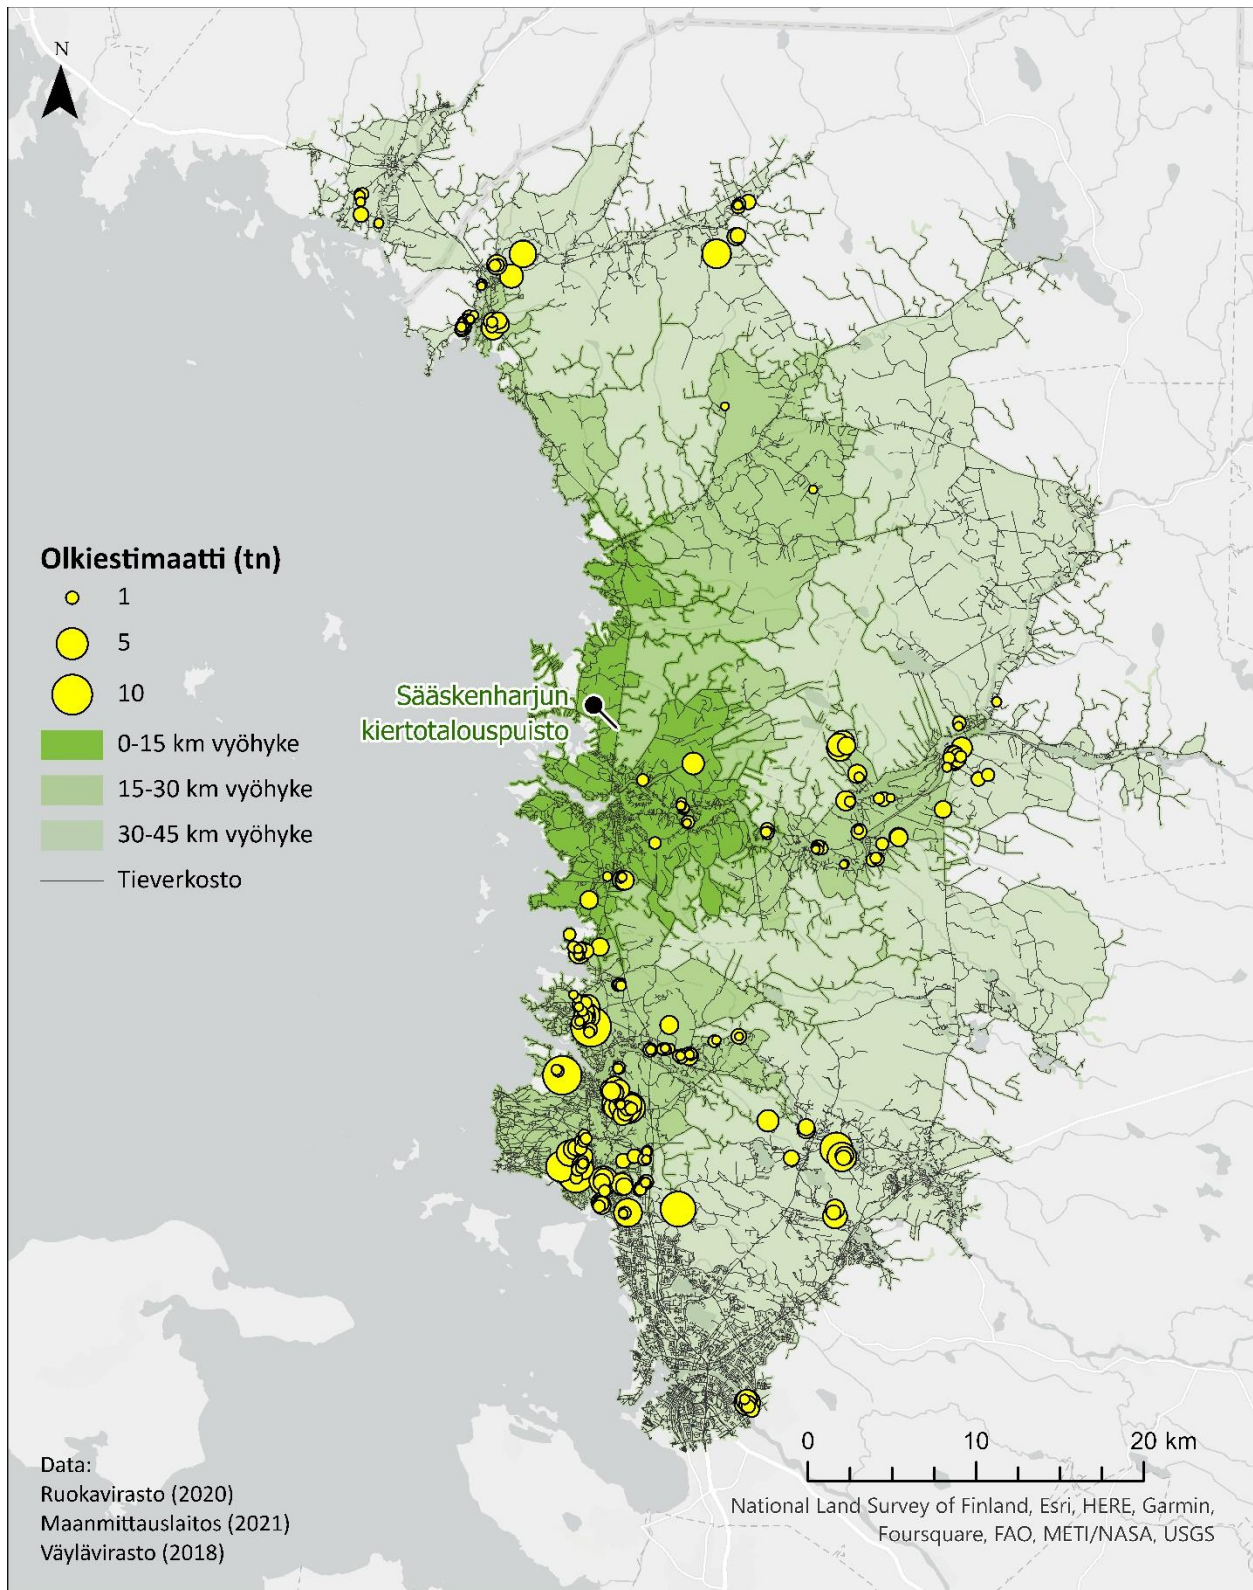 N
Olkiestimaatti (tn)
1
5
10
0-15 km vyöhyke
15-30 km vyöhyke
30-45 km vyöhyke
Tieverkosto
Sääskenharjun
kiertotalouspuisto
Data:
Ruokavirasto (2020)
Maanmittauslaitos (2021)
Väylävirasto (2018)
0 10 20 km
National Land Survey of Finland, Esri, HERE, Garmin,
Foursquare, FAO, METI/NASA, USGS